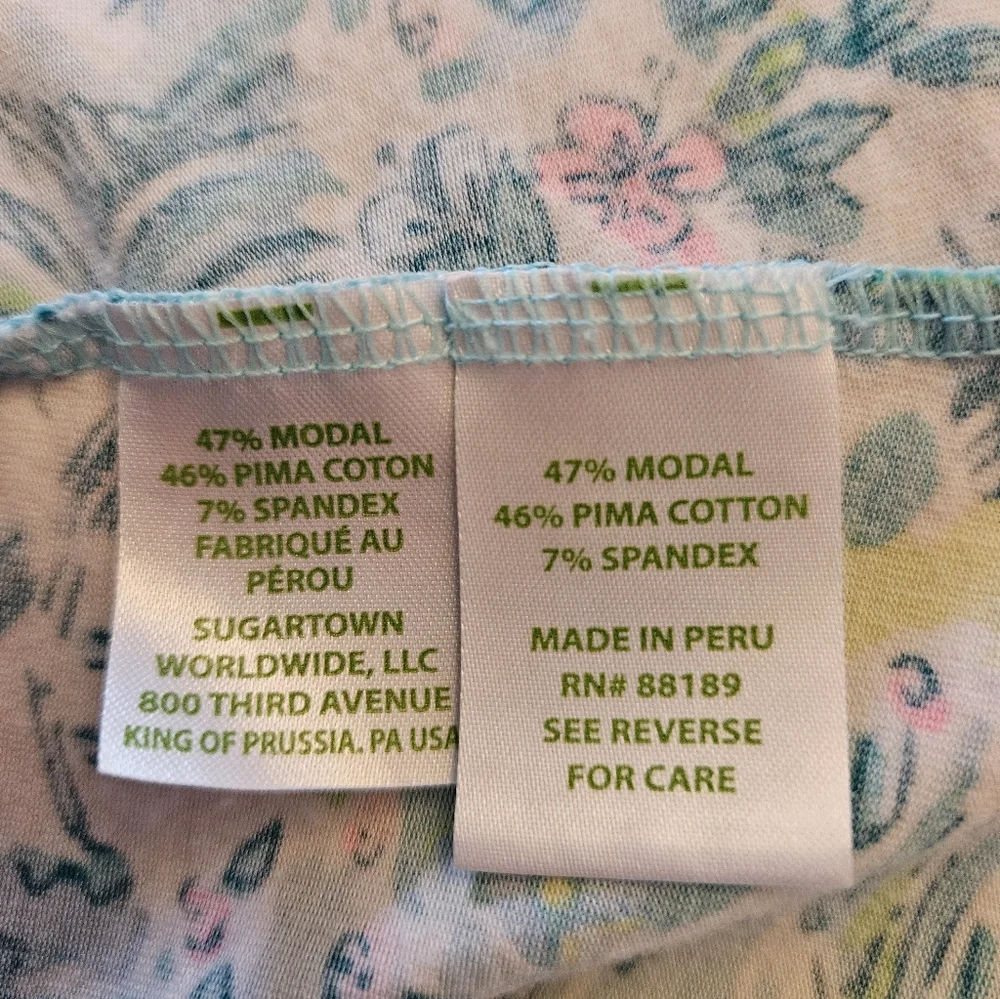 47% MODAL
46% PIMA COTON
7% SPANDEX
FABRIQUÉ AU
PÉROU
SUGARTOWN
WORLDWIDE, LLC
800 THIRD AVENUE
KING OF PRUSSIA. PA USA
47% MODAL
46% PIMA COTTON
7% SPANDEX
MADE IN PERU
RN# 88189
SEE REVERSE
FOR CARE